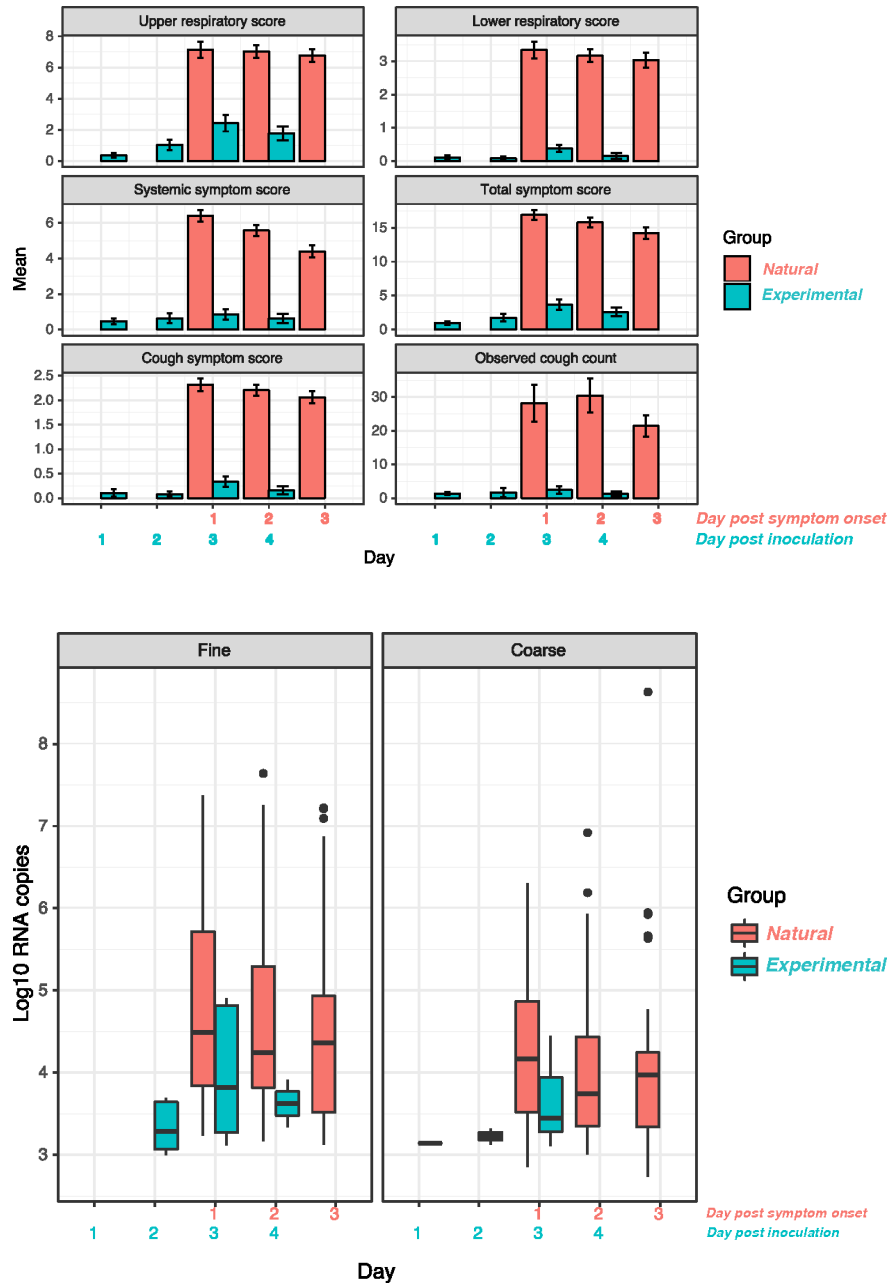 Upper respiratory score
Lower respiratory score
8
6
4
2
0
3
2
1
0
Systemic symptom score
Total symptom score
6
4
2
0
15
10
5
0
Mean
Group
Natural
Experimental
Cough symptom score
Observed cough count
2.5
2.0
1.5
1.0
0.5
0.0
30
20
10
0
1 2 3 1 2 3 Day post symptom onset
1 2 3 4 1 2 3 4 Day post inoculation
Day
Fine
Coarse
8
7
6
5
4
3
Log10 RNA copies
Group
Natural
Experimental
1 2 3 1 2 3 Day post symptom onset
1 2 3 4 1 2 3 4 Day post inoculation
Day